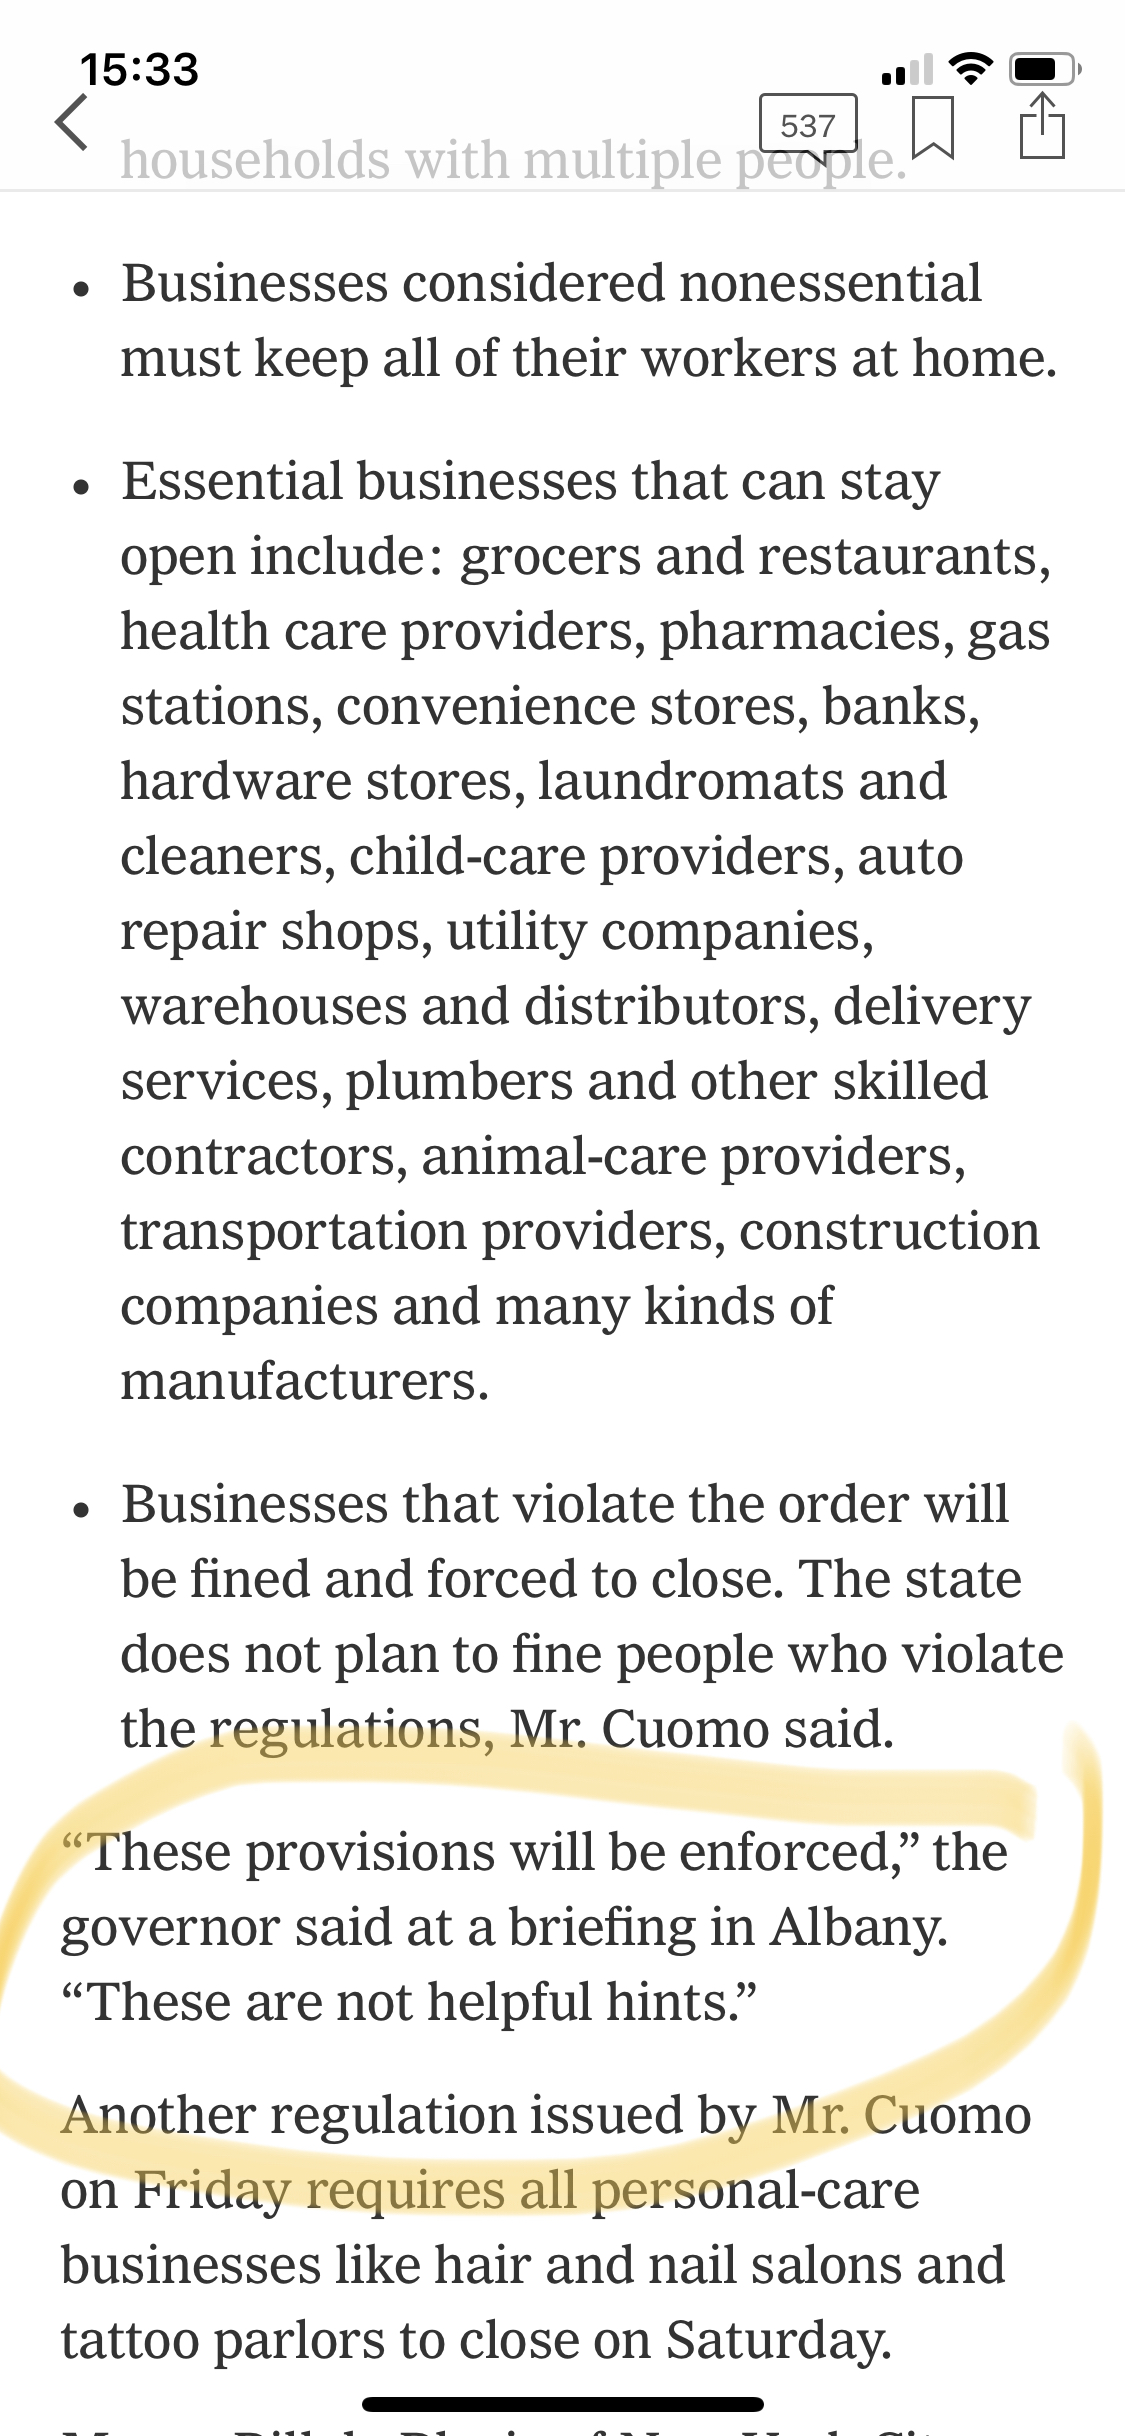 15:33
537
households with multiple people.
• Businesses considered nonessential
must keep all of their workers at home.
• Essential businesses that can stay
open include: grocers and restaurants,
health care providers, pharmacies, gas
stations, convenience stores, banks,
hardware stores, laundromats and
cleaners, child-care providers, auto
repair shops, utility companies,
warehouses and distributors, delivery
services, plumbers and other skilled
contractors, animal-care providers,
transportation providers, construction
companies and many kinds of
manufacturers.
• Businesses that violate the order will
be fined and forced to close. The state
does not plan to fine people who violate
the regulations, Mr. Cuomo said.
“These provisions will be enforced,” the
governor said at a briefing in Albany.
“These are not helpful hints.”
Another regulation issued by Mr. Cuomo
on Friday requires all personal-care
businesses like hair and nail salons and
tattoo parlors to close on Saturday.